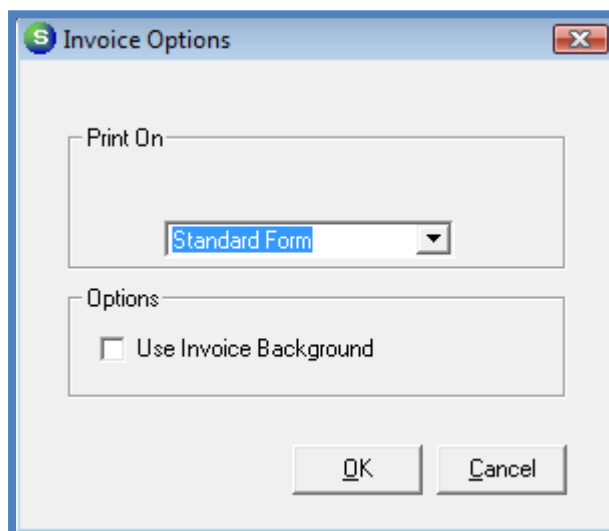 S Invoice Options
Print On
Standard Form
Options
Use Invoice Background
OK Cancel